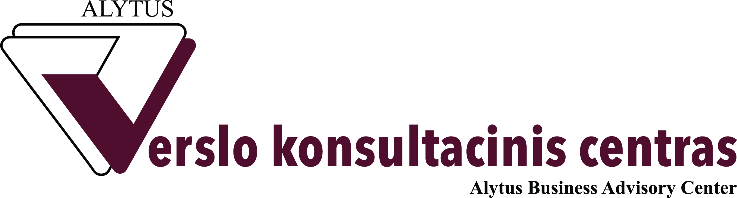 ALYTUS
Verslo konsultacinis centras
Alytus Business Advisory Center